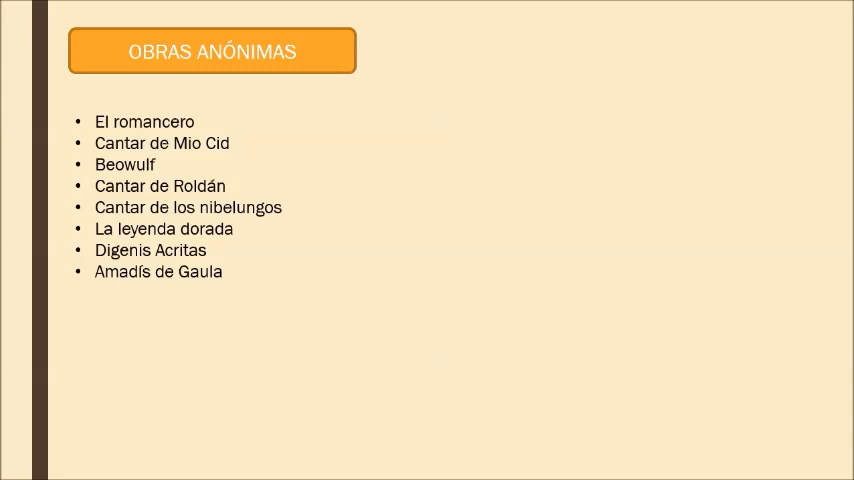 OBRAS ANÓNIMAS
• El romancero
• Cantar de Mio Cid
• Beowulf
• Cantar de Roldán
• Cantar de los nibelungos
• La leyenda dorada
• Digenis Acritas
• Amadís de Gaula